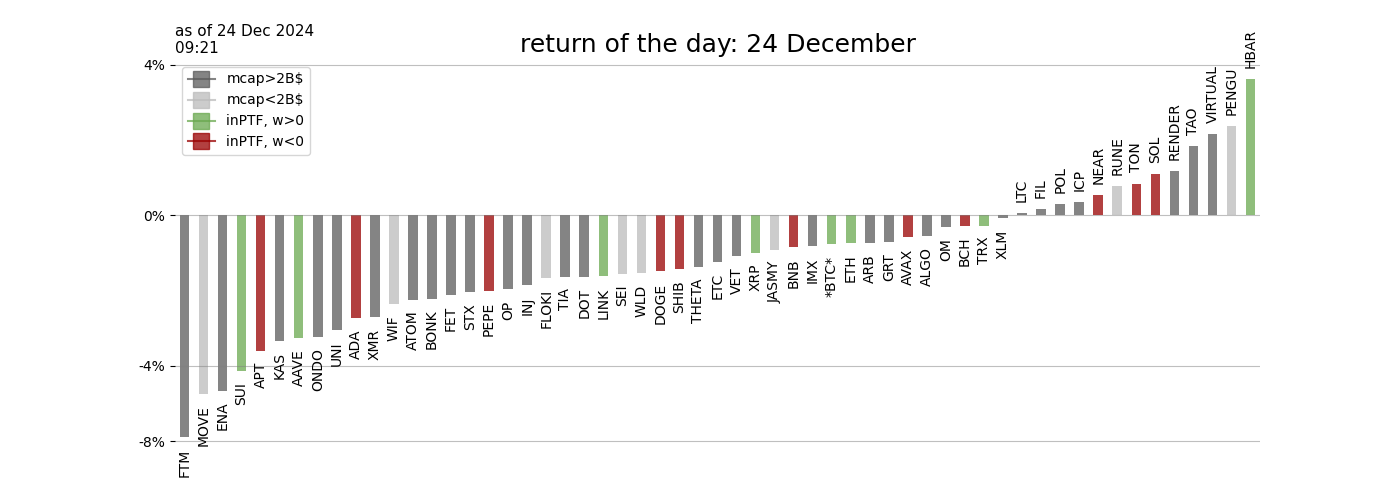 as of 24 Dec 2024
09:21
return of the day: 24 December
mcap>2B$
mcap<2B$
inPTF, w>0
inPTF, w<0
4%
0%
-4%
-8%
FTM
MOVE
ENA
SUI
APT
KAS
AAVE
ONDO
UNI
ADA
XMR
WIF
ATOM
BONK
FET
STX
PEPE
OP
INJ
FLOKI
TIA
DOT
LINK
SEI
WLD
DOGE
SHIB
THETA
ETC
VET
XRP
JASMY
BNB
IMX
*BTC*
ETH
ARB
GRT
AVAX
ALGO
OM
BCH
TRX
XLM
LTC
FIL
POL
ICP
NEAR
RUNE
TON
SOL
RENDER
TAO
VIRTUAL
PENGU
HBAR